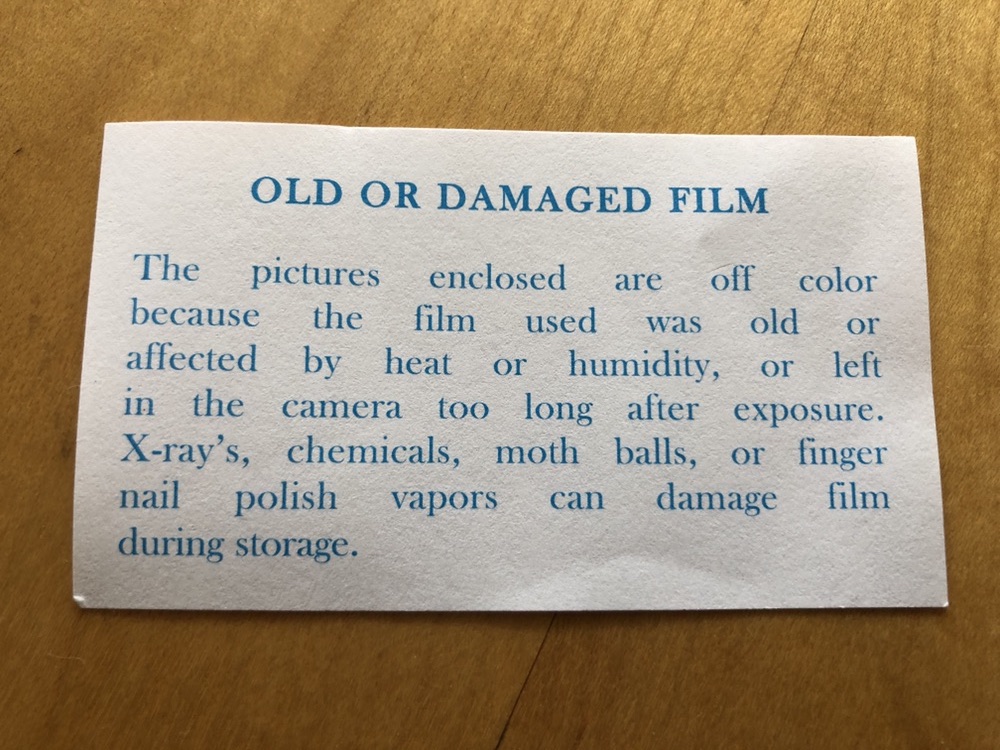 OLD OR DAMAGED FILM
The pictures enclosed are off color
because the film used was old or
affected by heat or humidity, or left
in the camera too long after exposure.
X-ray's, chemicals, moth balls, or finger
nail polish vapors can damage film
during storage.